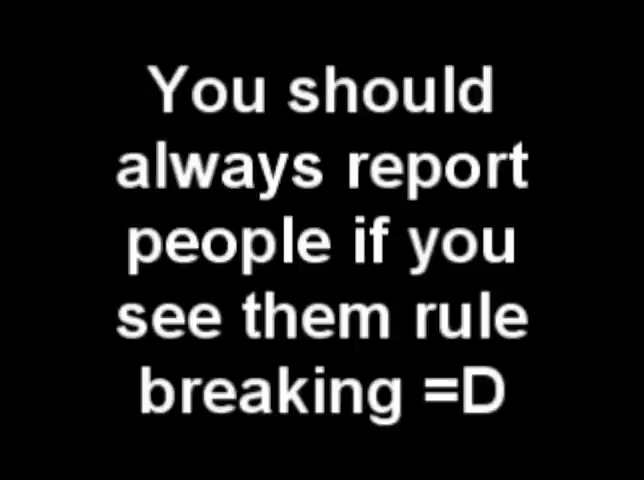 You should
always report
people if you
see them rule
breaking =D